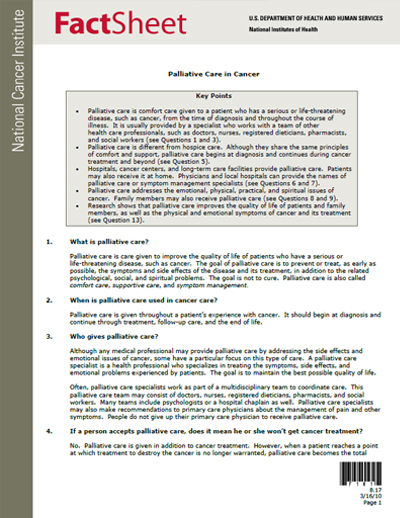 National Cancer Institute
FactSheet
U.S. DEPARTMENT OF HEALTH AND HUMAN SERVICES
National Institutes of Health
Palliative Care in Cancer
Key Points
• Palliative care is comfort care given to a patient who has a serious or life-threatening
disease, such as cancer, from the time of diagnosis and throughout the course of
illness. It is usually provided by a specialist who works with a team of other
health care professionals, such as doctors, nurses, registered dieticians, pharmacists,
and social workers (see Questions 1 and 3).
• Palliative care is different from hospice care. Although they share the same principles
of comfort and support, palliative care begins at diagnosis and continues during cancer
treatment and beyond (see Question 5).
• Hospitals, cancer centers, and long-term care facilities provide palliative care. Patients
may also receive it at home. Physicians and local hospitals can provide the names of
palliative care or symptom management specialists (see Questions 6 and 7).
• Palliative care addresses the emotional, physical, practical, and spiritual issues of
cancer. Family members may also receive palliative care (see Questions 8 and 9).
• Research shows that palliative care improves the quality of life of patients and family
members, as well as the physical and emotional symptoms of cancer and its treatment
(see Question 13).
1. What is palliative care?
Palliative care is given to improve the quality of life of patients who have a serious or
life-threatening disease, such as cancer. The goal of palliative care is to prevent or treat, as early as
possible, the symptoms and side effects of the disease and its treatment, in addition to the related
psychological, social, and spiritual problems. The goal is not to cure. Palliative care is also called
comfort care, supportive care, and symptom management.
2. When is palliative care used in cancer care?
Palliative care is given throughout a patient's experience with cancer. It should begin at diagnosis and
continue through treatment, follow-up care, and the end of life.
3. Who gives palliative care?
Although any medical professional may provide palliative care by addressing the side effects and
emotional issues of cancer, some have a particular focus on this type of care. A palliative care
specialist is a health professional who specializes in treating the symptoms, side effects, and
emotional problems experienced by patients. The goal is to maintain the best possible quality of life.
Often, palliative care specialists work as part of a multidisciplinary team to coordinate care. This
palliative care team may consist of doctors, nurses, registered dieticians, pharmacists, and social
workers. Many teams include psychologists or a hospital chaplain as well. Palliative care specialists
may also make recommendations to primary care physicians about the management of pain and other
symptoms. People do not give up their primary care physician to receive palliative care.
4. If a person accepts palliative care, does it mean he or she won't get cancer treatment?
No. Palliative care is given in addition to cancer treatment. However, when a patient reaches a point
at which treatment to destroy the cancer is no longer warranted, palliative care becomes the total
8.17
3/16/10
Page 1